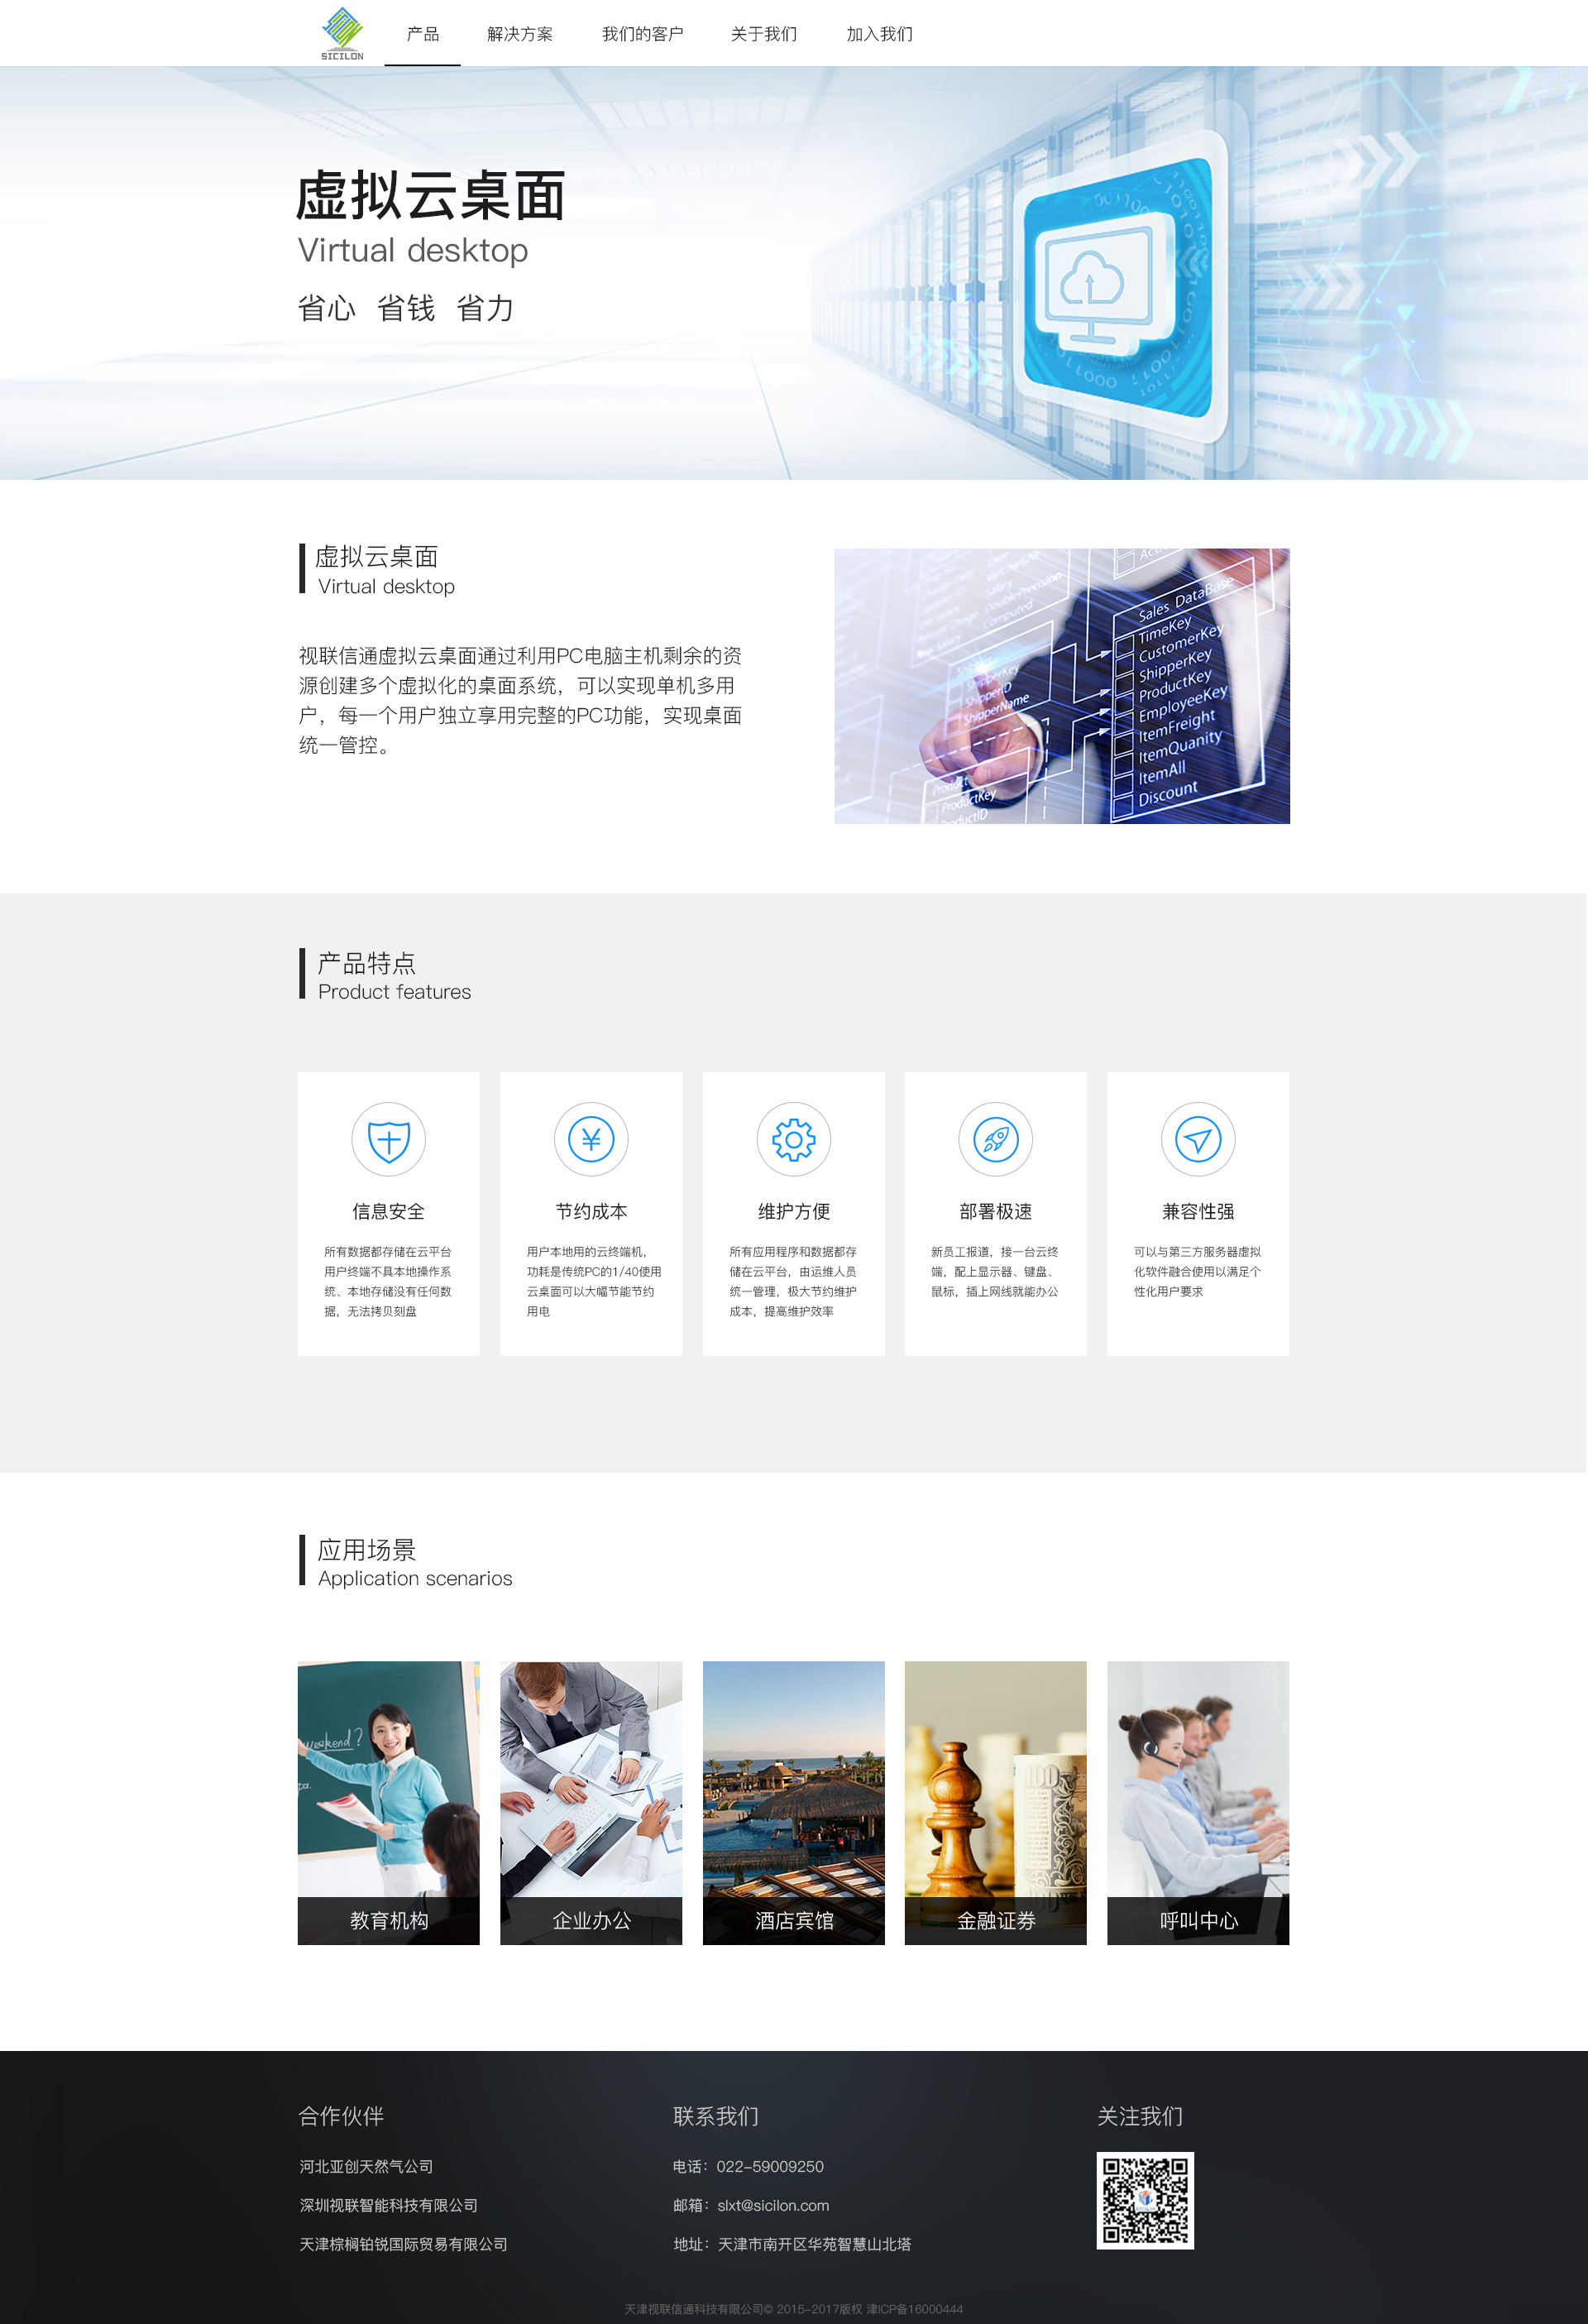 SICILON
产品
解决方案
我们的客户
关于我们
加入我们
虚拟云桌面
Virtual desktop
省心 省钱 省力
虚拟云桌面
Virtual desktop
视联信通虚拟云桌面通过利用PC电脑主机剩余的资
源创建多个虚拟化的桌面系统，可以实现单机多用
户，每一个用户独立享用完整的PC功能，实现桌面
统一管控。
Sales DataBase
TimeKey
CustomerKey
ShipperKey
ProductKey
EmployeeKey
ItemFreight
ItemQuantity
ItemAll
Discount
DoublePrecision
Computed
ShipperKey
ShipperID
ShipperName
Product
ProductKey
ProductID
产品特点
Product features
信息安全
所有数据都存储在云平台
用户终端不具本地操作系
统、本地存储没有任何数
据，无法拷贝刻盘
节约成本
用户本地用的云终端机，
功耗是传统PC的1/40使用
云桌面可以大幅节能节约
用电
维护方便
所有应用程序和数据都存
储在云平台，由运维人员
统一管理，极大节约维护
成本，提高维护效率
部署极速
新员工报道，接一台云终
端，配上显示器、键盘、
鼠标，插上网线就能办公
兼容性强
可以与第三方服务器虚拟
化软件融合使用以满足个
性化用户要求
应用场景
Application scenarios
weekend?
教育机构
企业办公
酒店宾馆
100
金融证券
呼叫中心
合作伙伴
河北亚创天然气公司
深圳视联智能科技有限公司
天津棕榈铂锐国际贸易有限公司
联系我们
电话：022-59009250
邮箱：slxt@sicilon.com
地址：天津市南开区华苑智慧山北塔
关注我们
天津视联信通科技有限公司© 2015-2017版权 津ICP备16000444